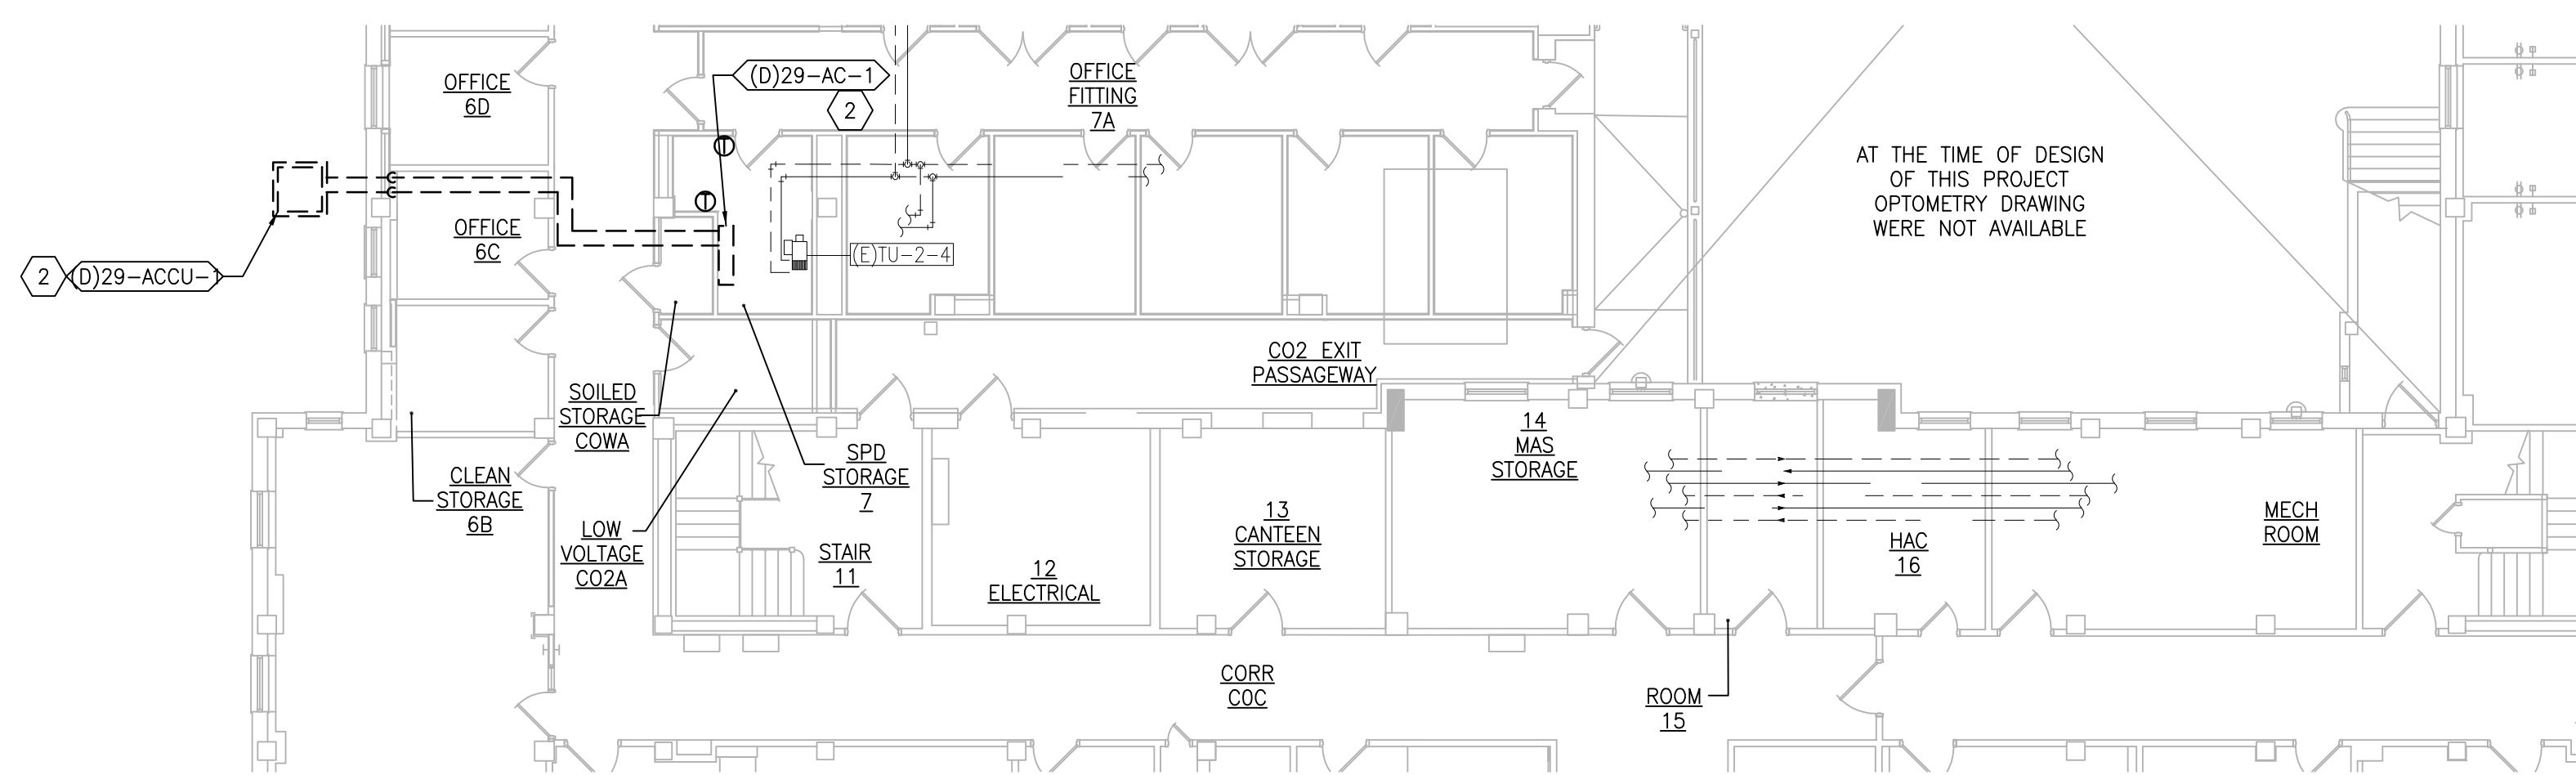 OFFICE
6D
(D)29-AC-1
2
OFFICE
FITTING
7A
AT THE TIME OF DESIGN
OF THIS PROJECT
OPTOMETRY DRAWING
WERE NOT AVAILABLE
T
T
OFFICE
6C
2
(D)29-ACCU-1
(E)TU-2-4
CO2 EXIT
PASSAGEWAY
SOILED
STORAGE
COWA
SPD
STORAGE
7
CLEAN
STORAGE
6B
LOW
VOLTAGE
CO2A
STAIR
11
12
ELECTRICAL
13
CANTEEN
STORAGE
14
MAS
STORAGE
HAC
16
MECH
ROOM
CORR
C0C
ROOM
15